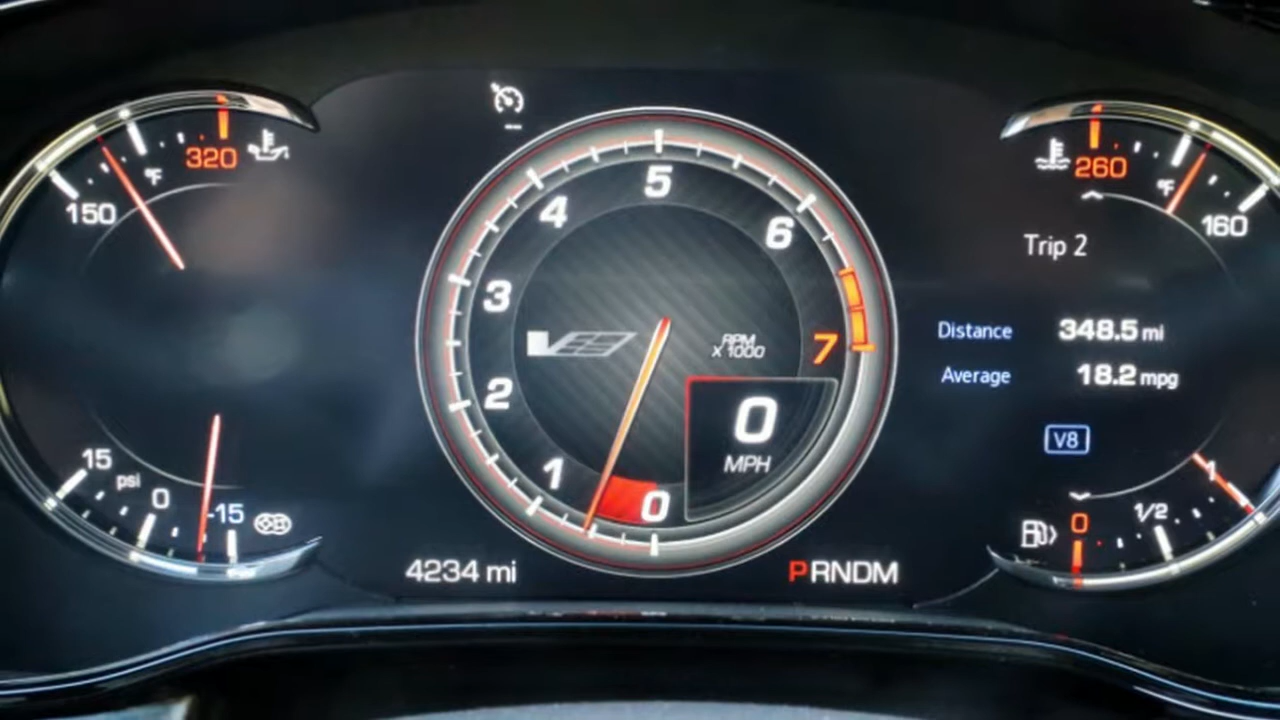 320
°F
150
260
°F
160
Trip 2
5
4
6
3
7
RPM
X 1000
2
1
0
0
MPH
Distance 348.5 mi
Average 18.2 mpg
V8
15
psi
0
-15
1
1/2
0
4234 mi
PRNDM